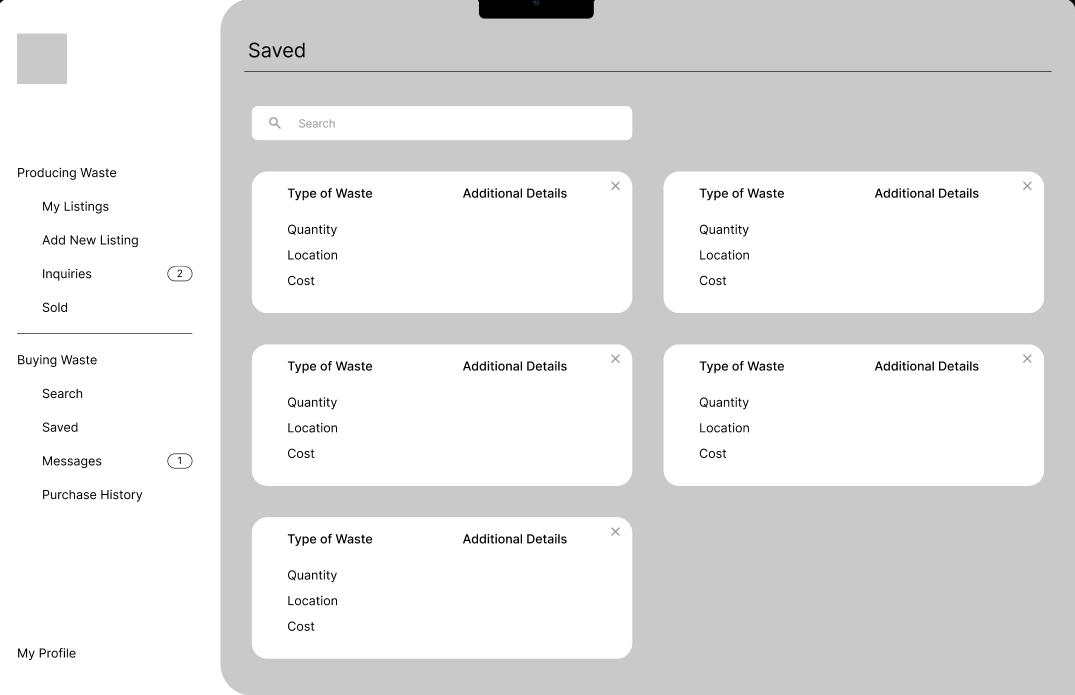 Saved
Search
Producing Waste
My Listings
Add New Listing
Inquiries 2
Sold
Buying Waste
Search
Saved
Messages 1
Purchase History
My Profile
Type of Waste Additional Details
Quantity
Location
Cost
Type of Waste Additional Details
Quantity
Location
Cost
Type of Waste Additional Details
Quantity
Location
Cost
Type of Waste Additional Details
Quantity
Location
Cost
Type of Waste Additional Details
Quantity
Location
Cost